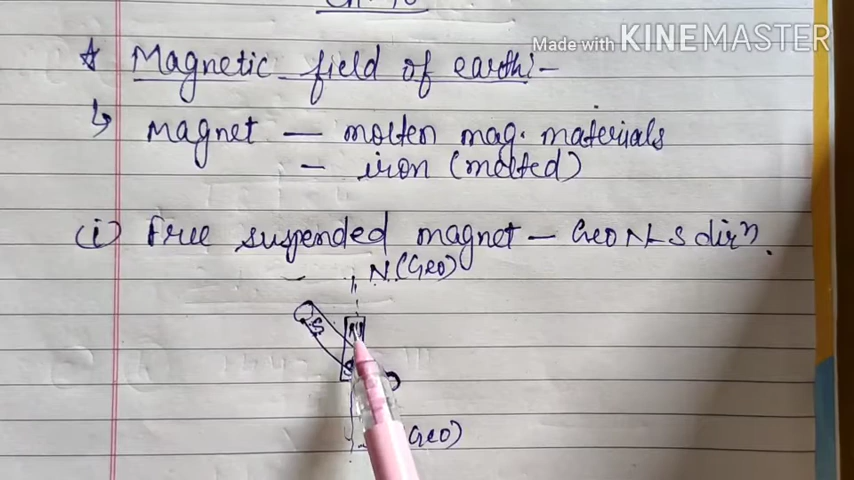 Made with KINEMASTER
Magnetic field of earth:-
↳ Magnet — molten mag. materials
— iron (molted)
(i) Free suspended magnet — Geo N-S dirn.
N.(Geo)
S
N
(Geo)